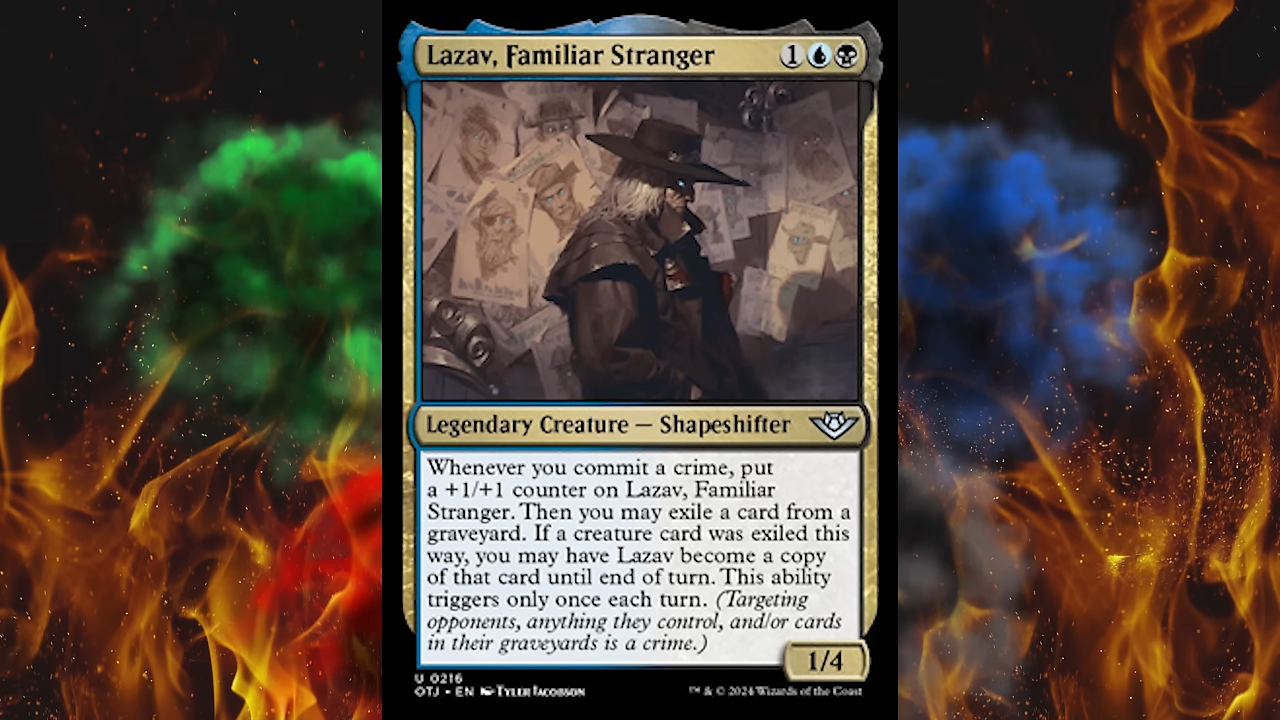 Lazav, Familiar Stranger 1
Legendary Creature — Shapeshifter
Whenever you commit a crime, put
a +1/+1 counter on Lazav, Familiar
Stranger. Then you may exile a card from a
graveyard. If a creature card was exiled this
way, you may have Lazav become a copy
of that card until end of turn. This ability
triggers only once each turn. (Targeting
opponents, anything they control, and/or cards
in their graveyards is a crime.)
1/4
U 0216
OTJ • EN Tyler Jacobson
™ & © 2024 Wizards of the Coast